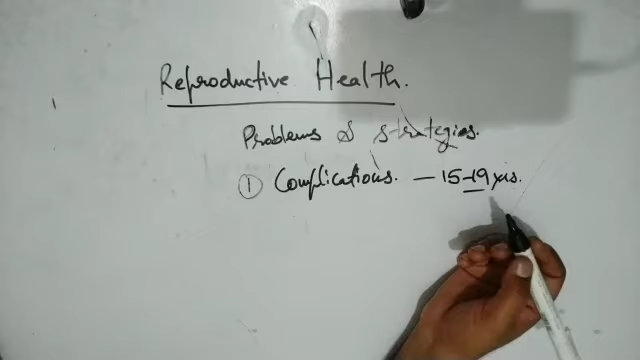 Reproductive Health.
Problems & strategies.
① Complications. — 15-19 yrs.